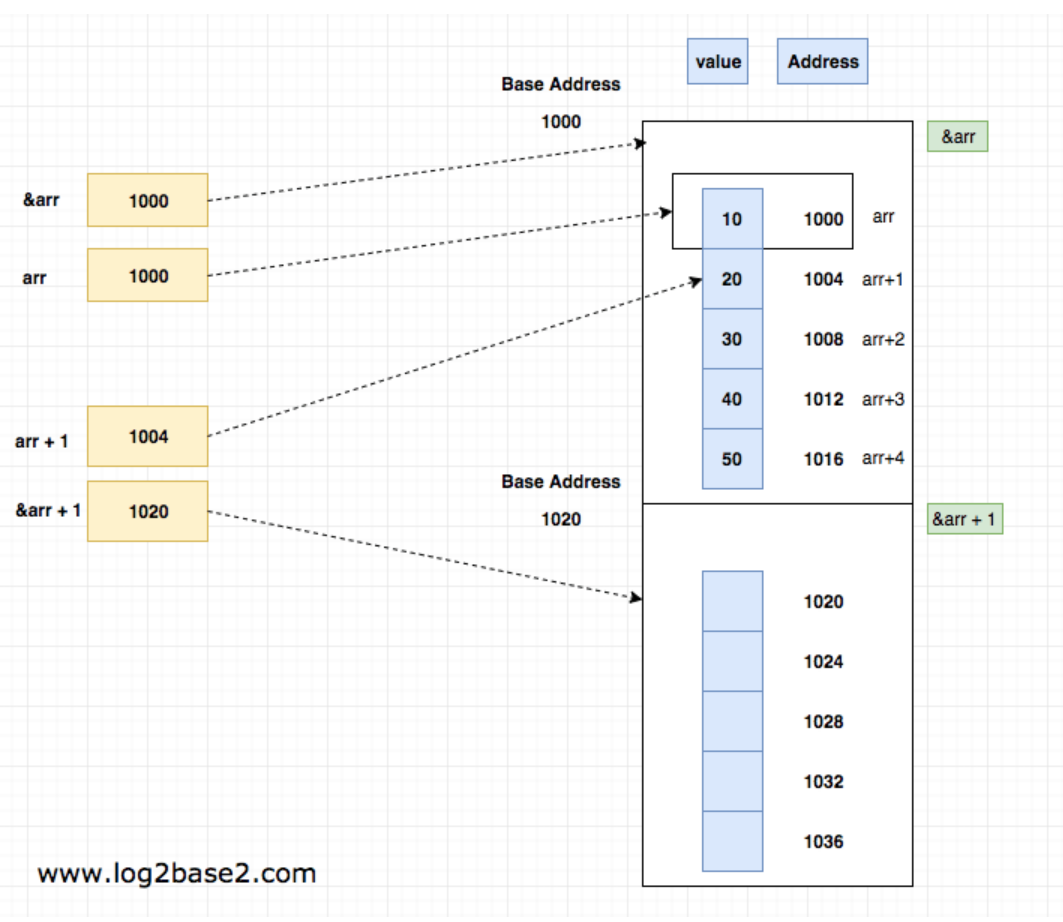 value Address
Base Address
1000
&arr
&arr 1000
10 1000 arr
arr 1000
20 1004 arr+1
30 1008 arr+2
40 1012 arr+3
arr + 1 1004
50 1016 arr+4
Base Address
&arr + 1 1020
1020
&arr + 1
1020
1024
1028
1032
1036
www.log2base2.com